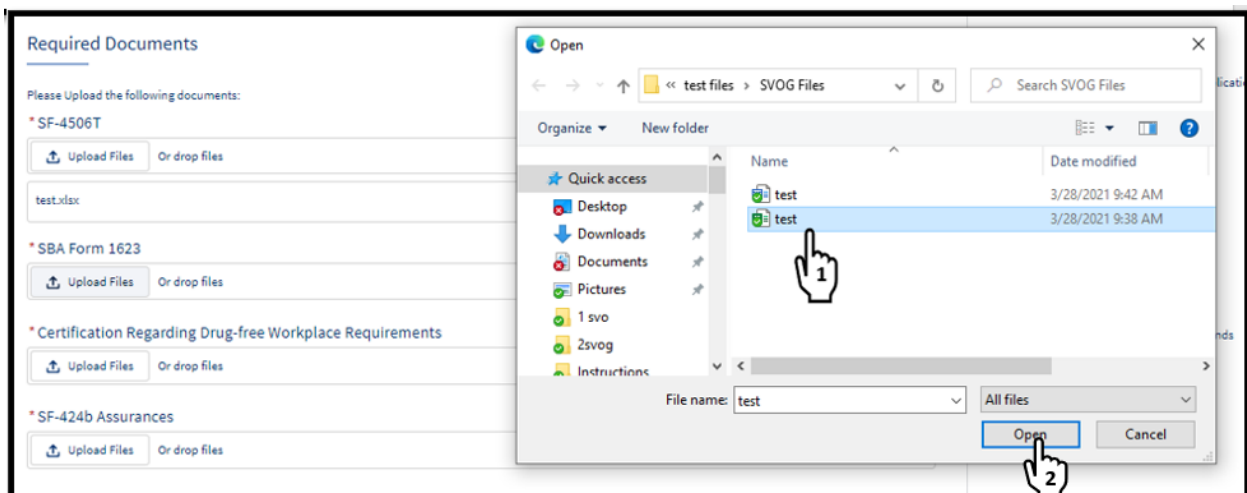 Required Documents
Please Upload the following documents:
*SF-4506T
Upload Files Or drop files
test.xlsx
*SBA Form 1623
Upload Files Or drop files
*Certification Regarding Drug-free Workplace Requirements
Upload Files Or drop files
*SF-424b Assurances
Upload Files Or drop files
Open
« test files > SVOG Files
Search SVOG Files
Organize New folder
Name Date modified
Quick access
Desktop
Downloads
Documents
Pictures
1 svo
2svog
Instructions
test 3/28/2021 9:42 AM
test 3/28/2021 9:38 AM
1
File name: test All files
Open Cancel
2